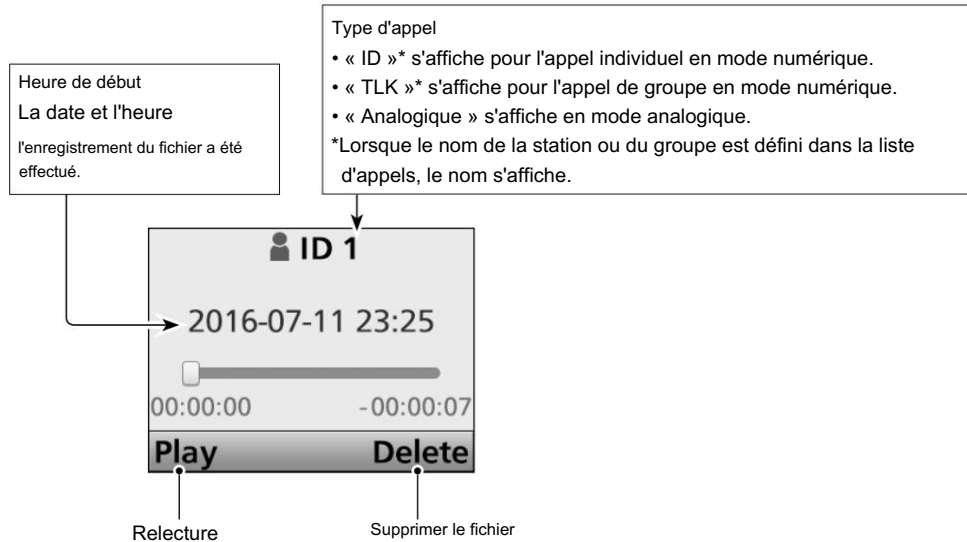 Type d'appel
• « ID »* s'affiche pour l'appel individuel en mode numérique.
• « TLK »* s'affiche pour l'appel de groupe en mode numérique.
• « Analogique » s'affiche en mode analogique.
*Lorsque le nom de la station ou du groupe est défini dans la liste
d'appels, le nom s'affiche.
Heure de début
La date et l'heure
l'enregistrement du fichier a été
effectué.
ID 1
2016-07-11 23:25
00:00:00 -00:00:07
Play Delete
Relecture Supprimer le fichier